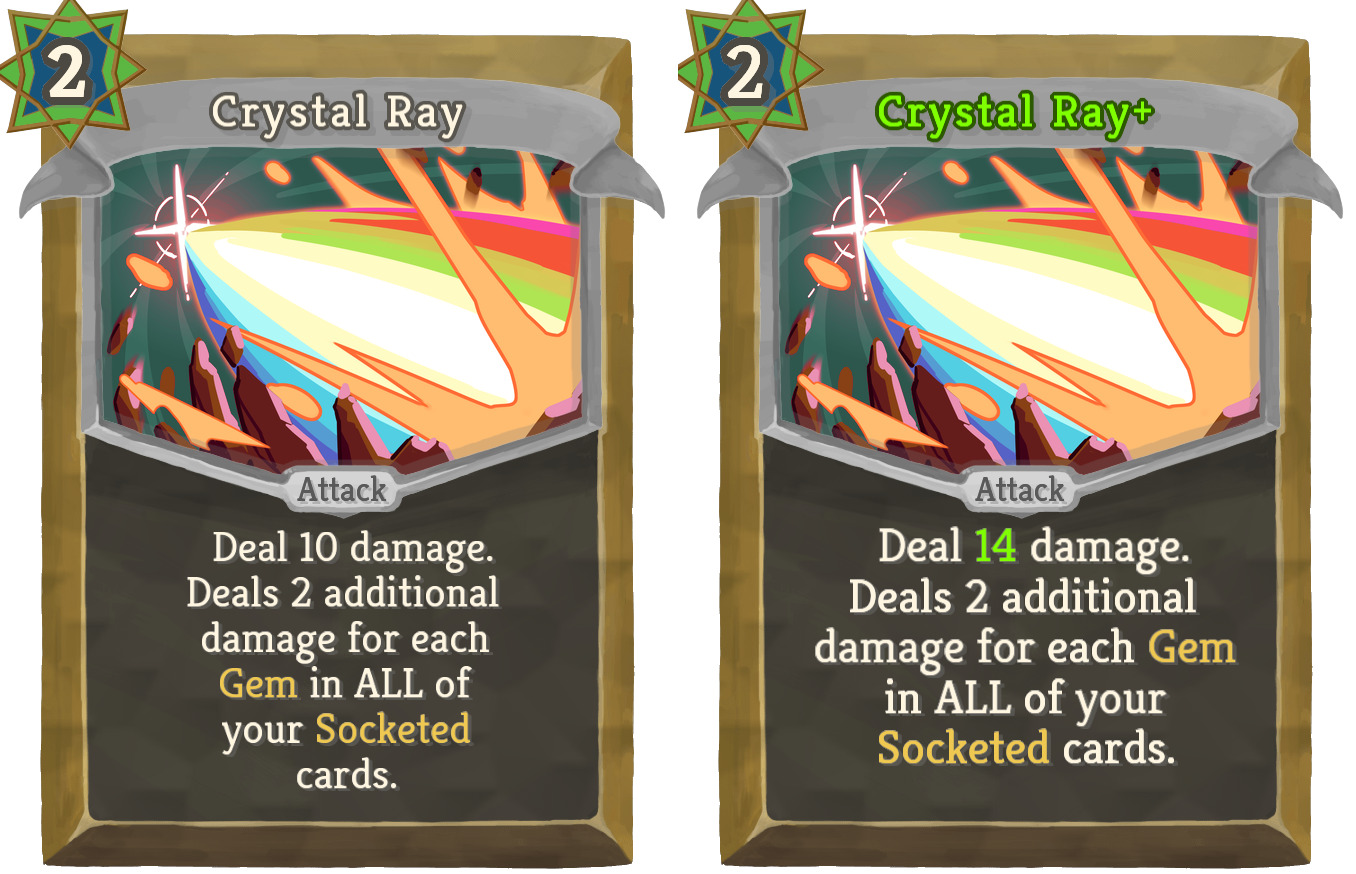 2
Crystal Ray
Attack
Deal 10 damage.
Deals 2 additional
damage for each
Gem in ALL of
your Socketed
cards.
2
Crystal Ray+
Attack
Deal 14 damage.
Deals 2 additional
damage for each Gem
in ALL of your
Socketed cards.